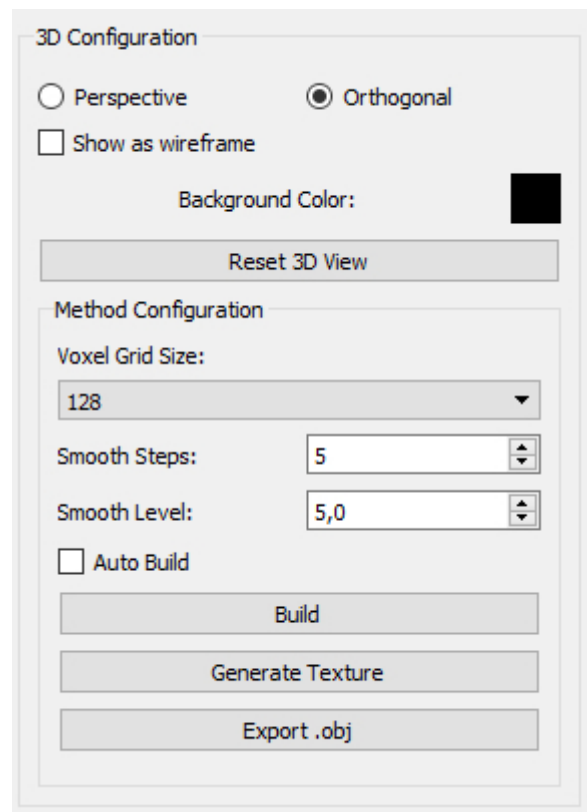 3D Configuration
Perspective Orthogonal
Show as wireframe
Background Color:
Reset 3D View
Method Configuration
Voxel Grid Size:
128
Smooth Steps: 5
Smooth Level: 5,0
Auto Build
Build
Generate Texture
Export .obj